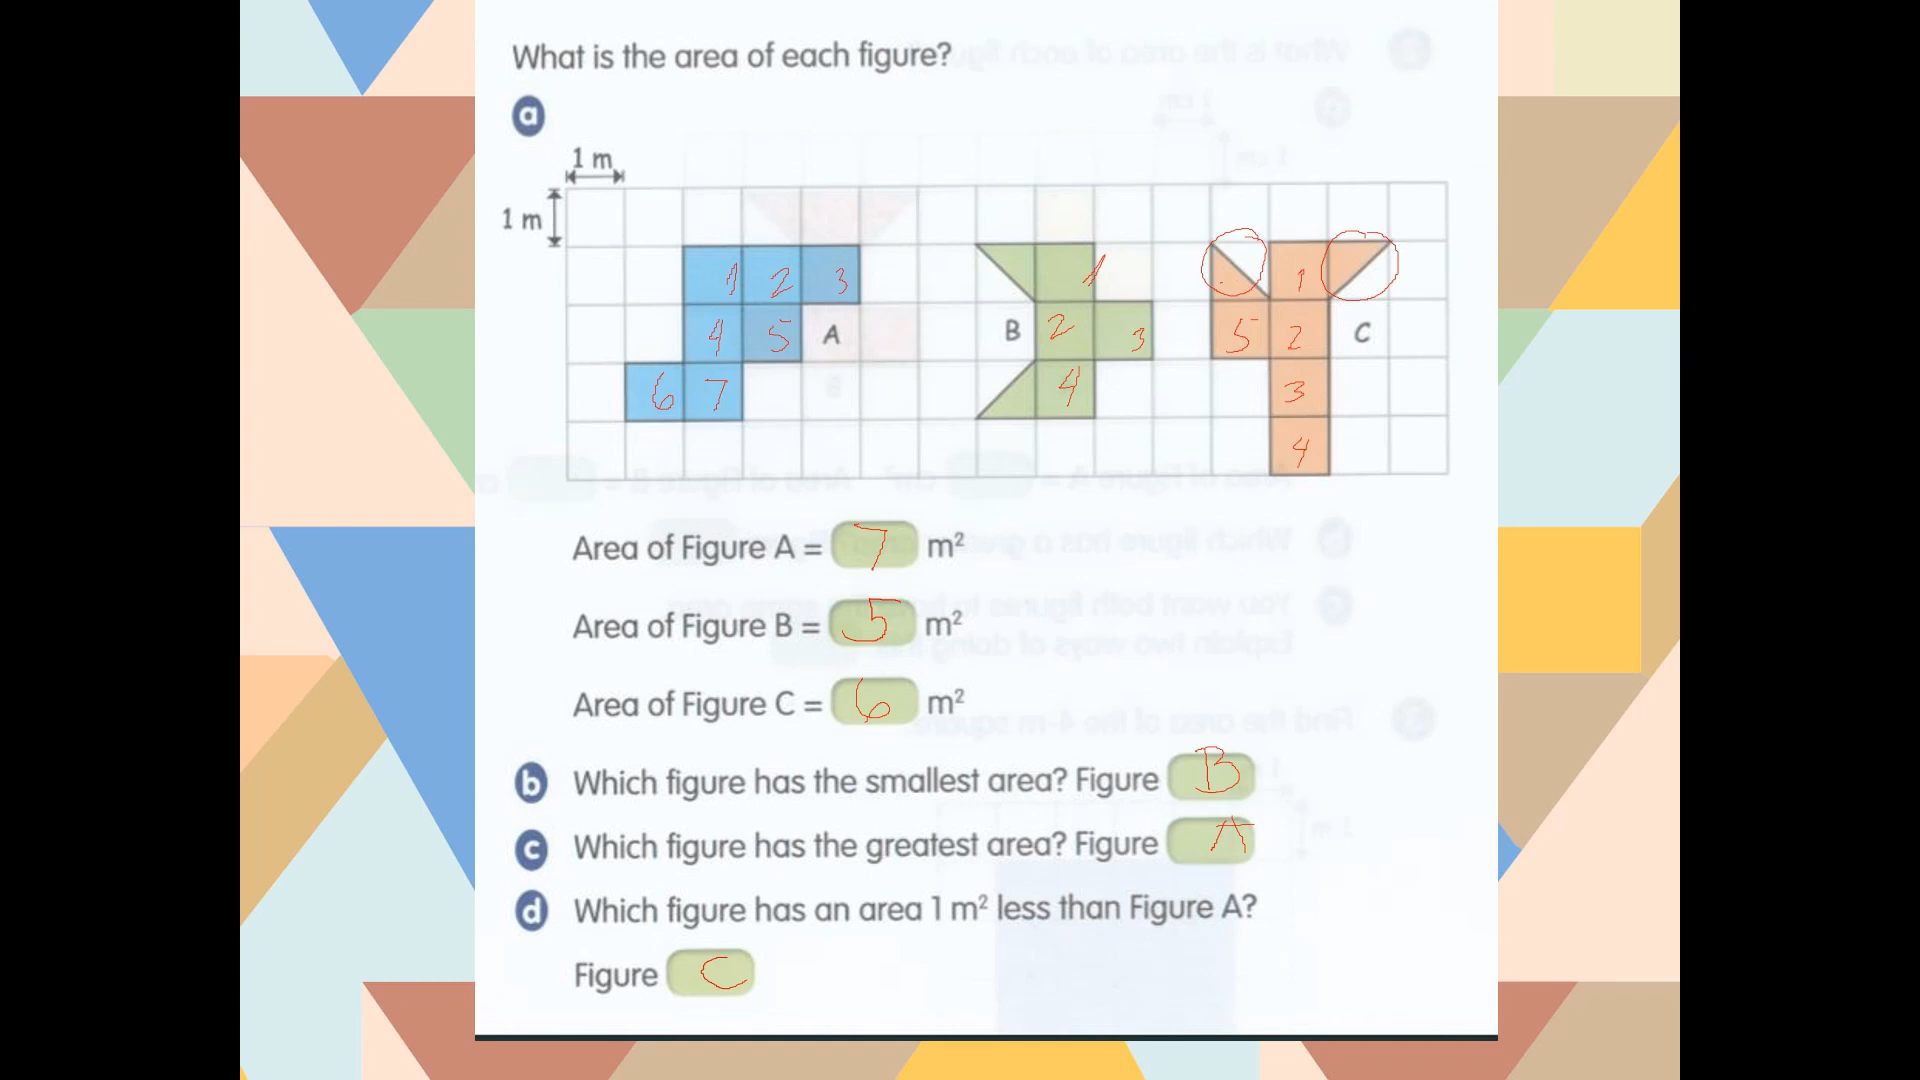 What is the area of each figure?
a
1 m
1 m
1 2 3
4 5 A
6 7
1
B 2 3
4
1
5 2 C
3
4
Area of Figure A = 7 m²
Area of Figure B = 5 m²
Area of Figure C = 6 m²
b Which figure has the smallest area? Figure B
c Which figure has the greatest area? Figure A
d Which figure has an area 1 m² less than Figure A?
Figure C